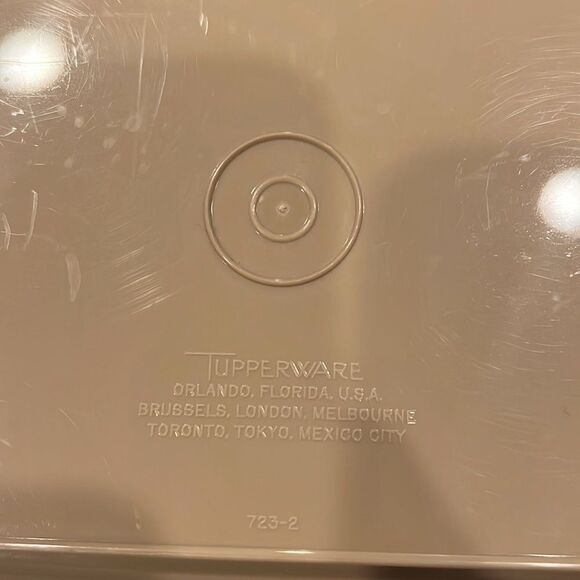 TUPPERWARE
ORLANDO, FLORIDA, U.S.A.
BRUSSELS, LONDON, MELBOURNE
TORONTO, TOKYO, MEXICO CITY
723-2